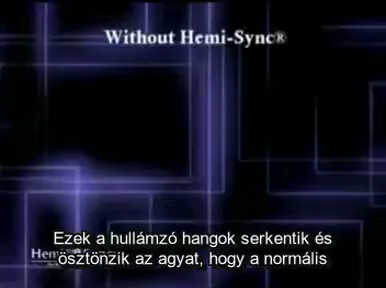 Without Hemi-Sync®
Ezek a hullámzó hangok serkentik és
ösztönzik az agyat, hogy a normális